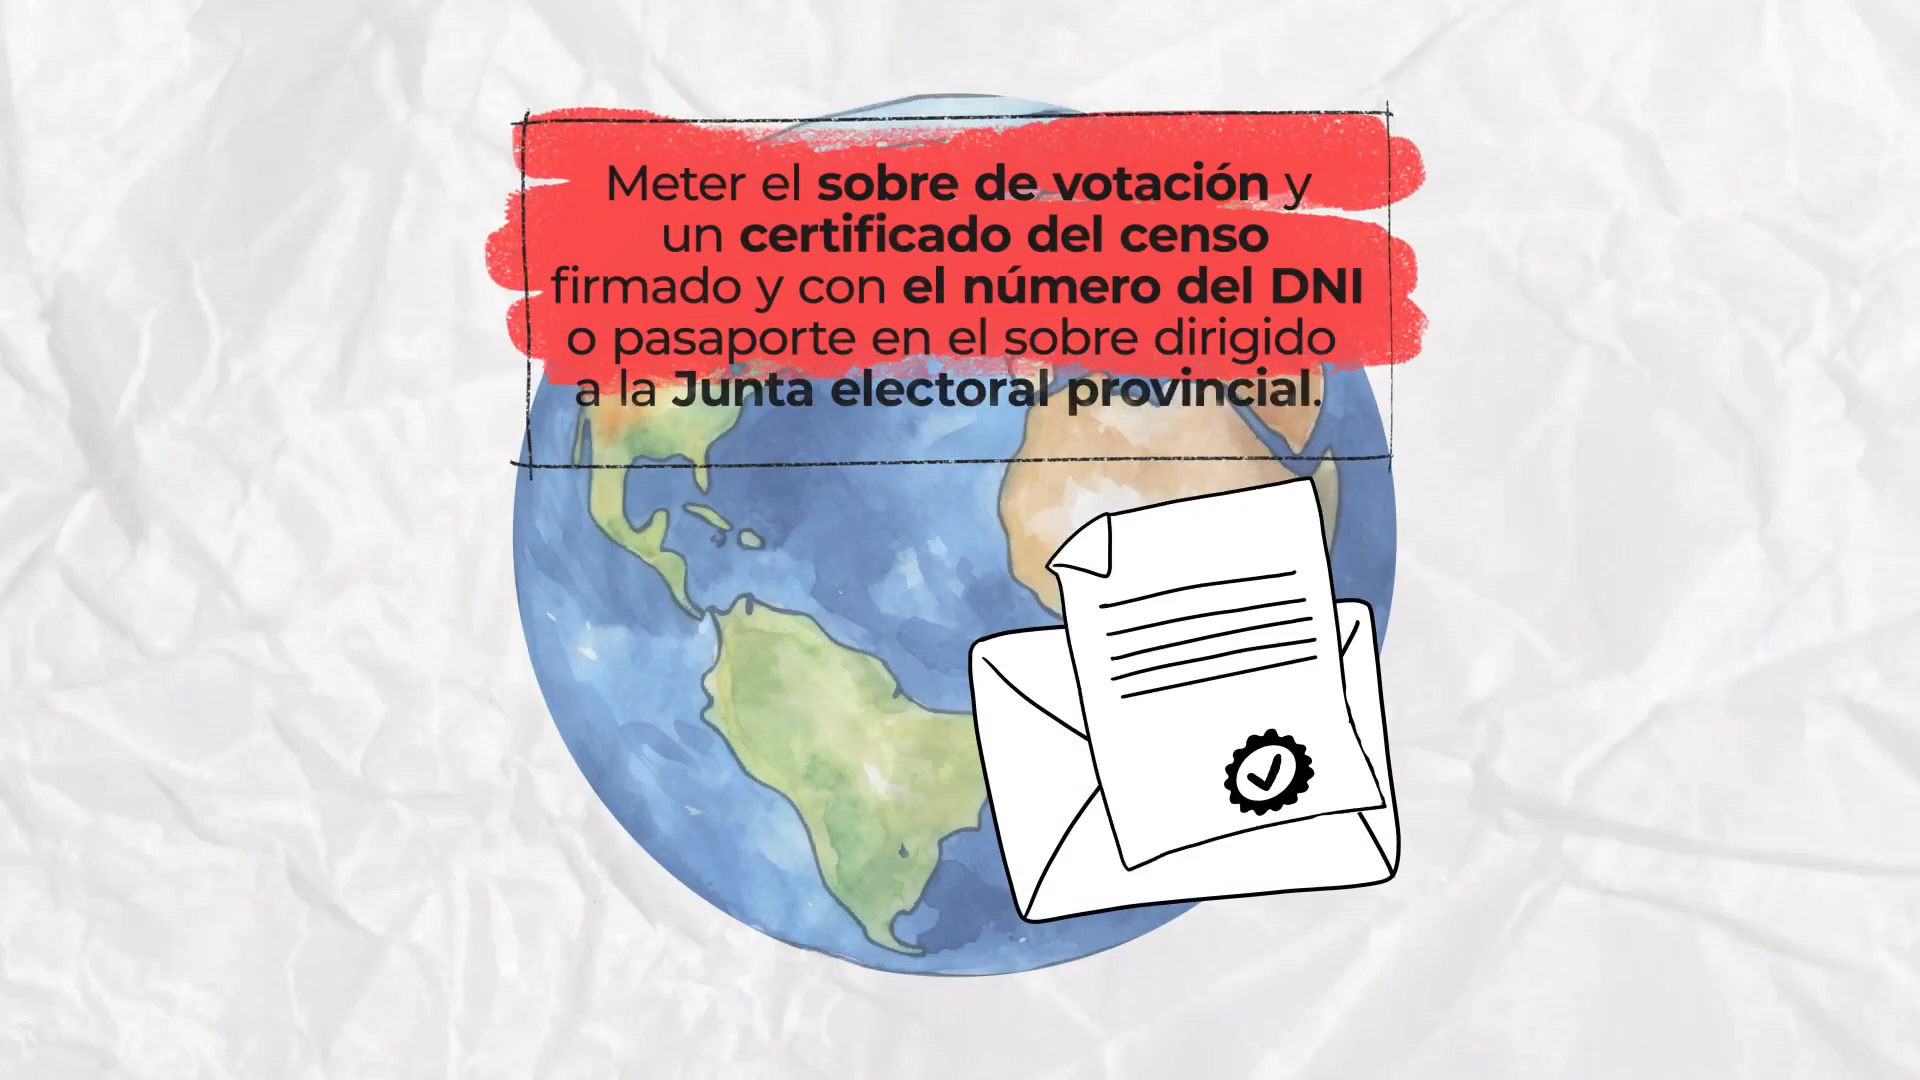 Meter el sobre de votación y
un certificado del censo
firmado y con el número del DNI
o pasaporte en el sobre dirigido
a la Junta electoral provincial.